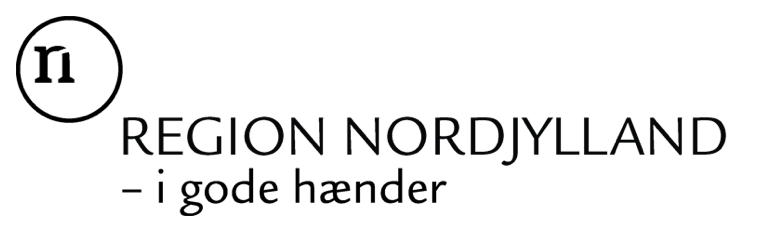 rn
REGION NORDJYLLAND
– i gode hænder